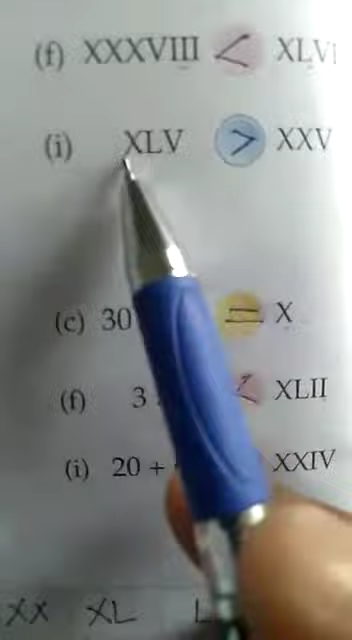 (f) XXXVIII < XLVI
(i) XLV > XXV
(c) 30 = X
(f) 3 < XLII
(i) 20 + XXIV
XX XL L